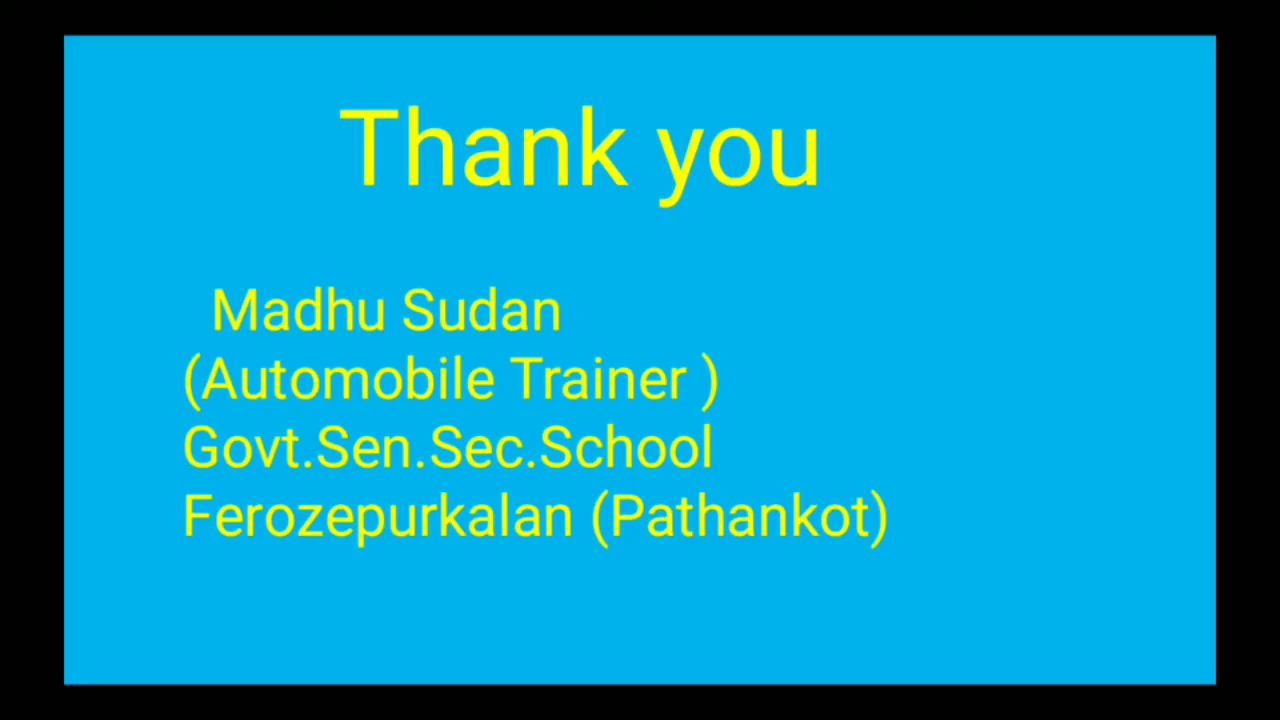 Thank you
Madhu Sudan
(Automobile Trainer )
Govt.Sen.Sec.School
Ferozepurkalan (Pathankot)